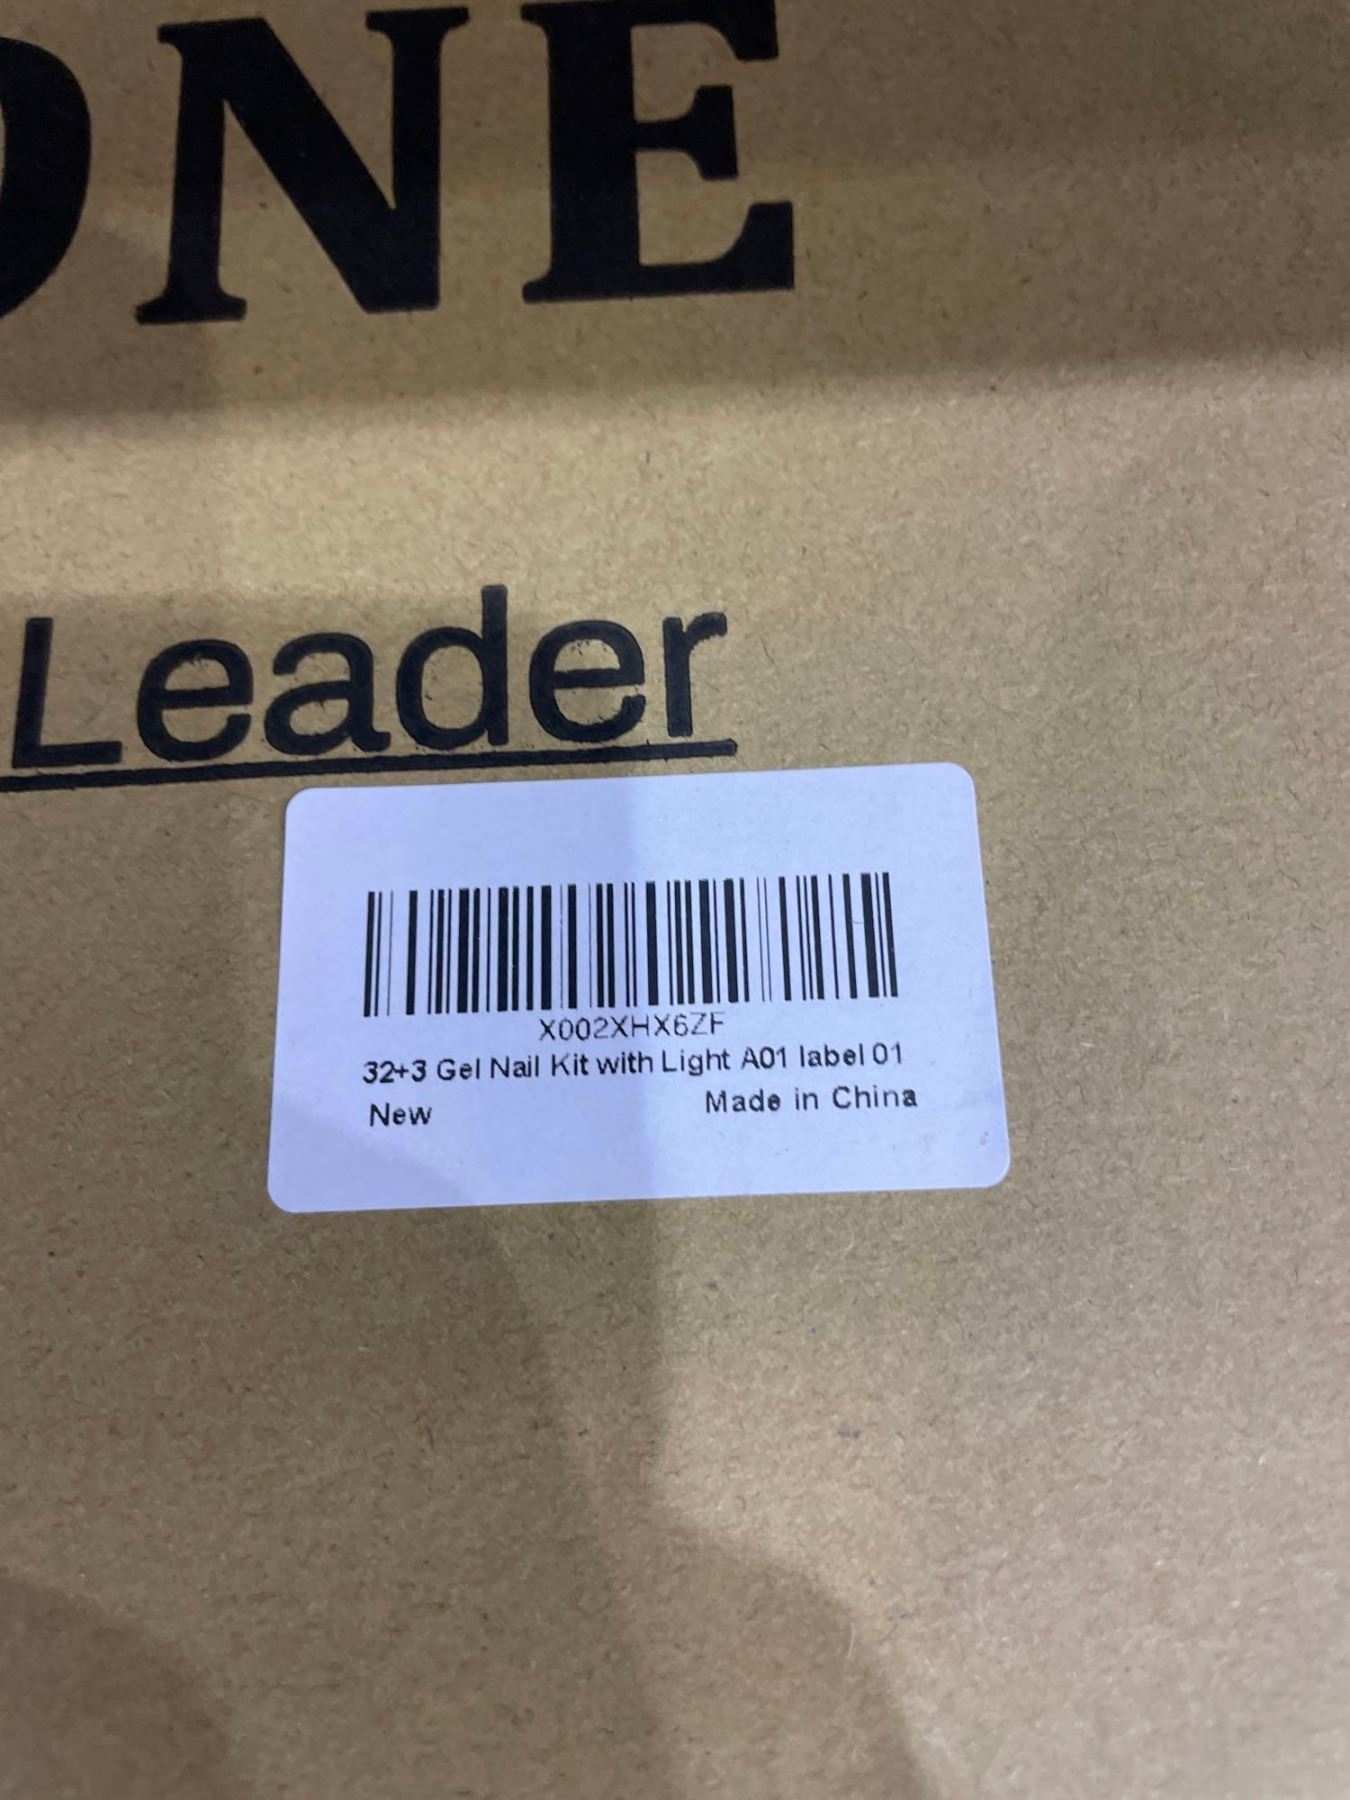 ONE
Leader
X002XHX6ZF
32+3 Gel Nail Kit with Light A01 label 01
New Made in China